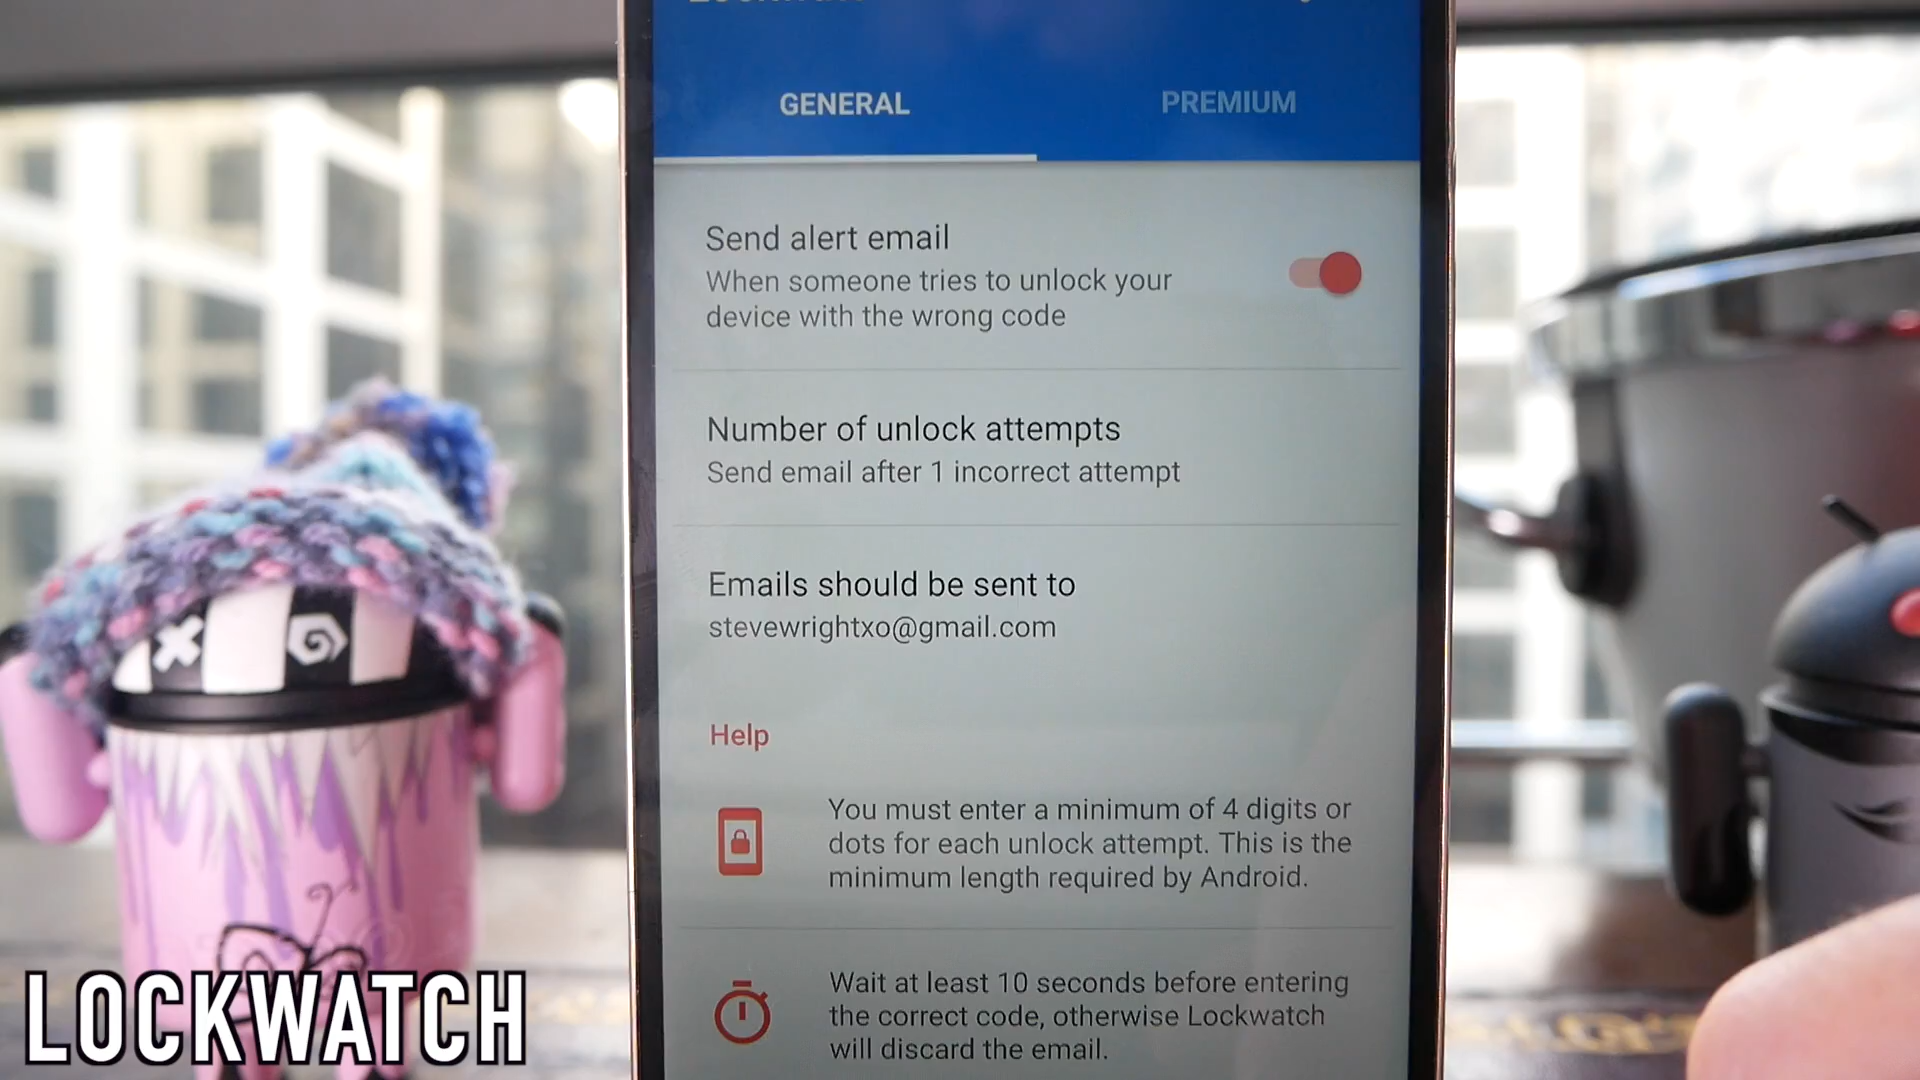 GENERAL
PREMIUM
Send alert email
When someone tries to unlock your
device with the wrong code
Number of unlock attempts
Send email after 1 incorrect attempt
Emails should be sent to
stevewrightxo@gmail.com
Help
You must enter a minimum of 4 digits or
dots for each unlock attempt. This is the
minimum length required by Android.
Wait at least 10 seconds before entering
the correct code, otherwise Lockwatch
will discard the email.
LOCKWATCH